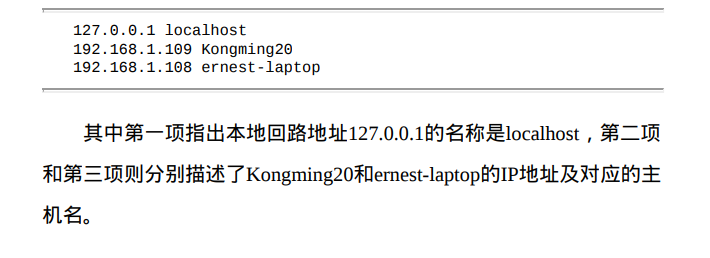 127.0.0.1 localhost
192.168.1.109 Kongming20
192.168.1.108 ernest-laptop
其中第一项指出本地回路地址127.0.0.1的名称是localhost，第二项
和第三项则分别描述了Kongming20和ernest-laptop的IP地址及对应的主
机名。